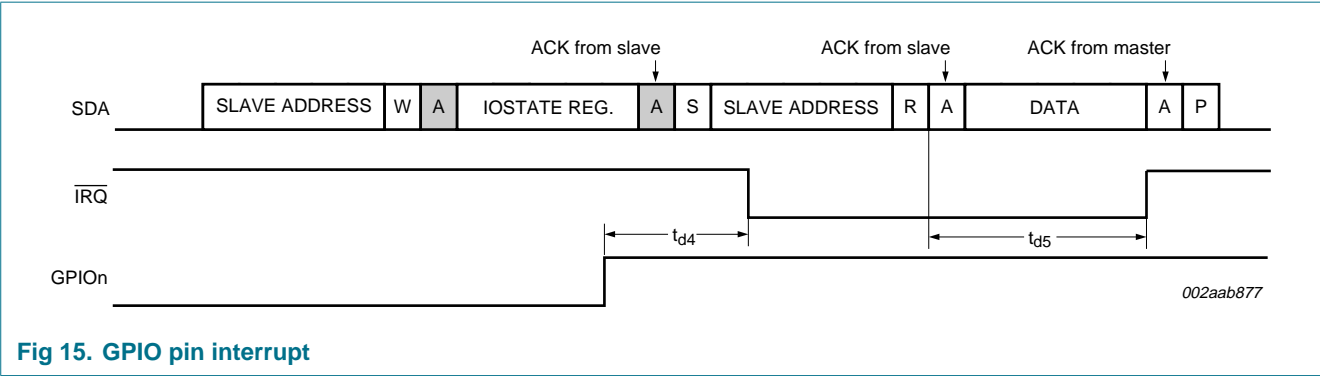 ACK from slave ACK from slave ACK from master
SDA SLAVE ADDRESS W A IOSTATE REG. A S SLAVE ADDRESS R A DATA A P
IRQ
td4 td5
GPIOn
002aab877
Fig 15. GPIO pin interrupt